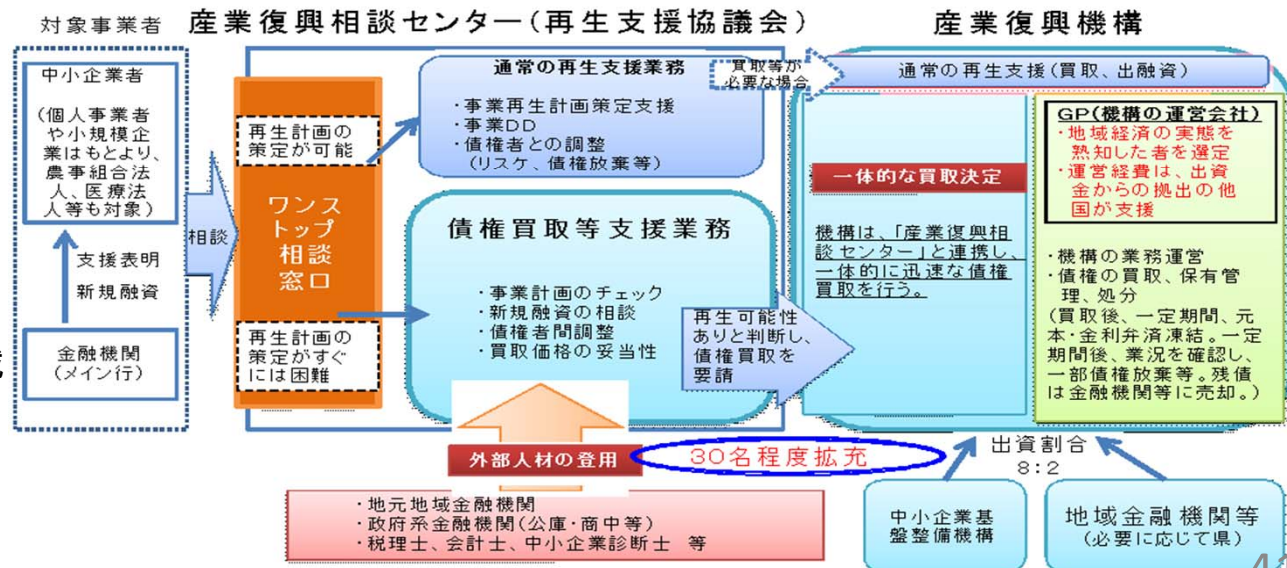 対象事業者
産業復興相談センター(再生支援協議会)
産業復興機構
中小企業者
(個人事業者
や小規模企
業はもとより、
農事組合法
人、医療法
人等も対象)
支援表明
新規融資
金融機関
(メイン行)
相談
再生計画の
策定が可能
ワンス
トップ
相談
窓口
再生計画の
策定がすぐ
には困難
通常の再生支援業務
・事業再生計画策定支援
・事業DD
・債権者との調整
(リスケ、債権放棄等)
買取等が
必要な場合
債権買取等支援業務
・事業計画のチェック
・新規融資の相談
・債権者間調整
・買取価格の妥当性
再生可能性
ありと判断し、
債権買取を
要請
外部人材の登用
30名程度拡充
・地元地域金融機関
・政府系金融機関(公庫・商中等)
・税理士、会計士、中小企業診断士 等
通常の再生支援(買取、出融資)
一体的な買取決定
機構は、「産業復興相
談センター」と連携し、
一体的に迅速な債権
買取を行う。
GP(機構の運営会社)
・地域経済の実態を
熟知した者を選定
・運営経費は、出資
金からの拠出の他
国が支援
・機構の業務運営
・債権の買取、保有管
理、処分
(買取後、一定期間、元
本・金利弁済凍結。一定
期間後、業況を確認し、
一部債権放棄等。残債
は金融機関等に売却。)
出資割合
8:2
中小企業基
盤整備機構
地域金融機関等
(必要に応じて県)